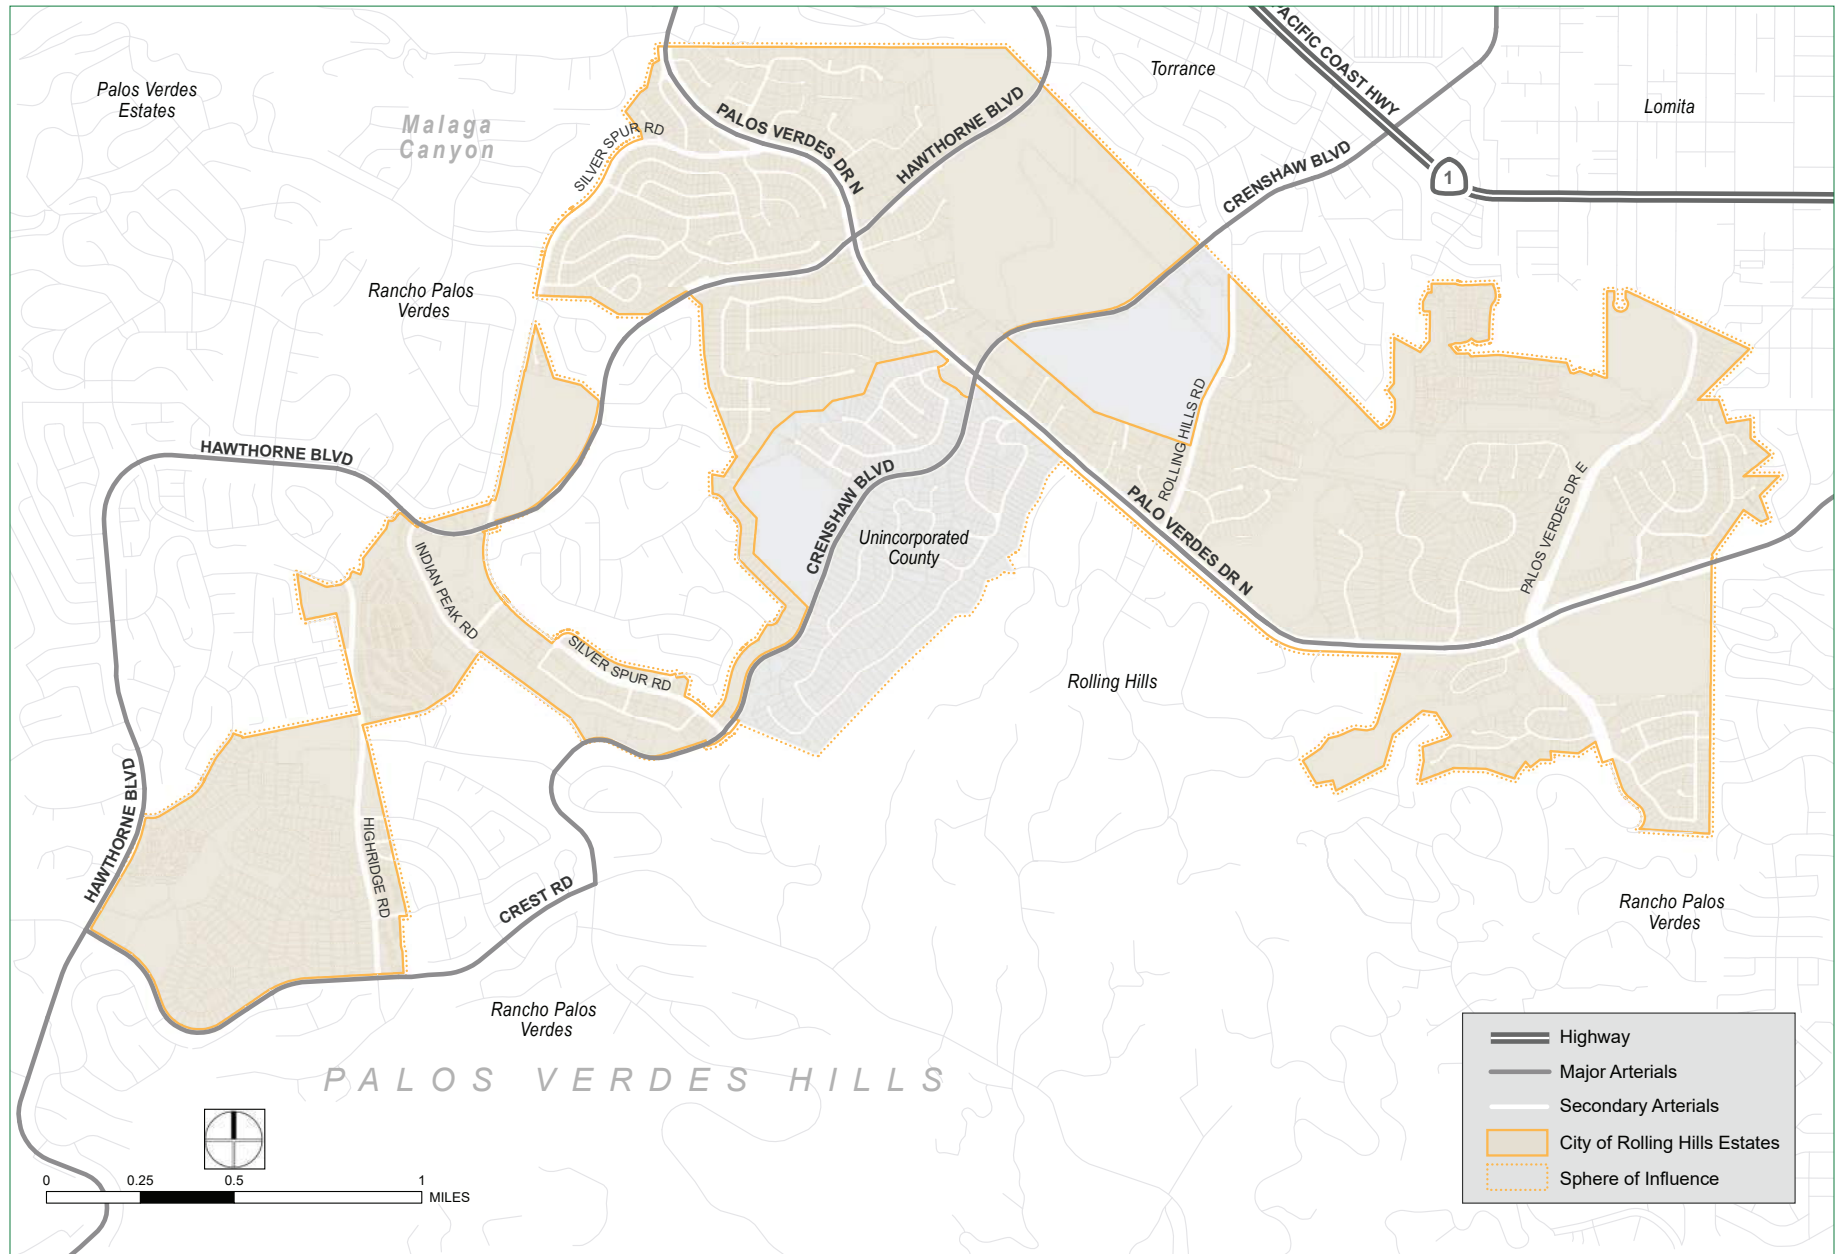 PACIFIC COAST HWY
Torrance
Lomita
Palos Verdes
Estates
Malaga
Canyon
SILVER SPUR RD
PALOS VERDES DR N
HAWTHORNE BLVD
CRENSHAW BLVD
1
Rancho Palos
Verdes
HAWTHORNE BLVD
ROLLING HILLS RD
CRENSHAW BLVD
Unincorporated
County
PALO VERDES DR N
PALOS VERDES DR E
INDIAN PEAK RD
SILVER SPUR RD
Rolling Hills
HAWTHORNE BLVD
HIGHRIDGE RD
CREST RD
Rancho Palos
Verdes
Rancho Palos
Verdes
PALOS VERDES HILLS
Highway
Major Arterials
Secondary Arterials
City of Rolling Hills Estates
Sphere of Influence
0 0.25 0.5 1
MILES